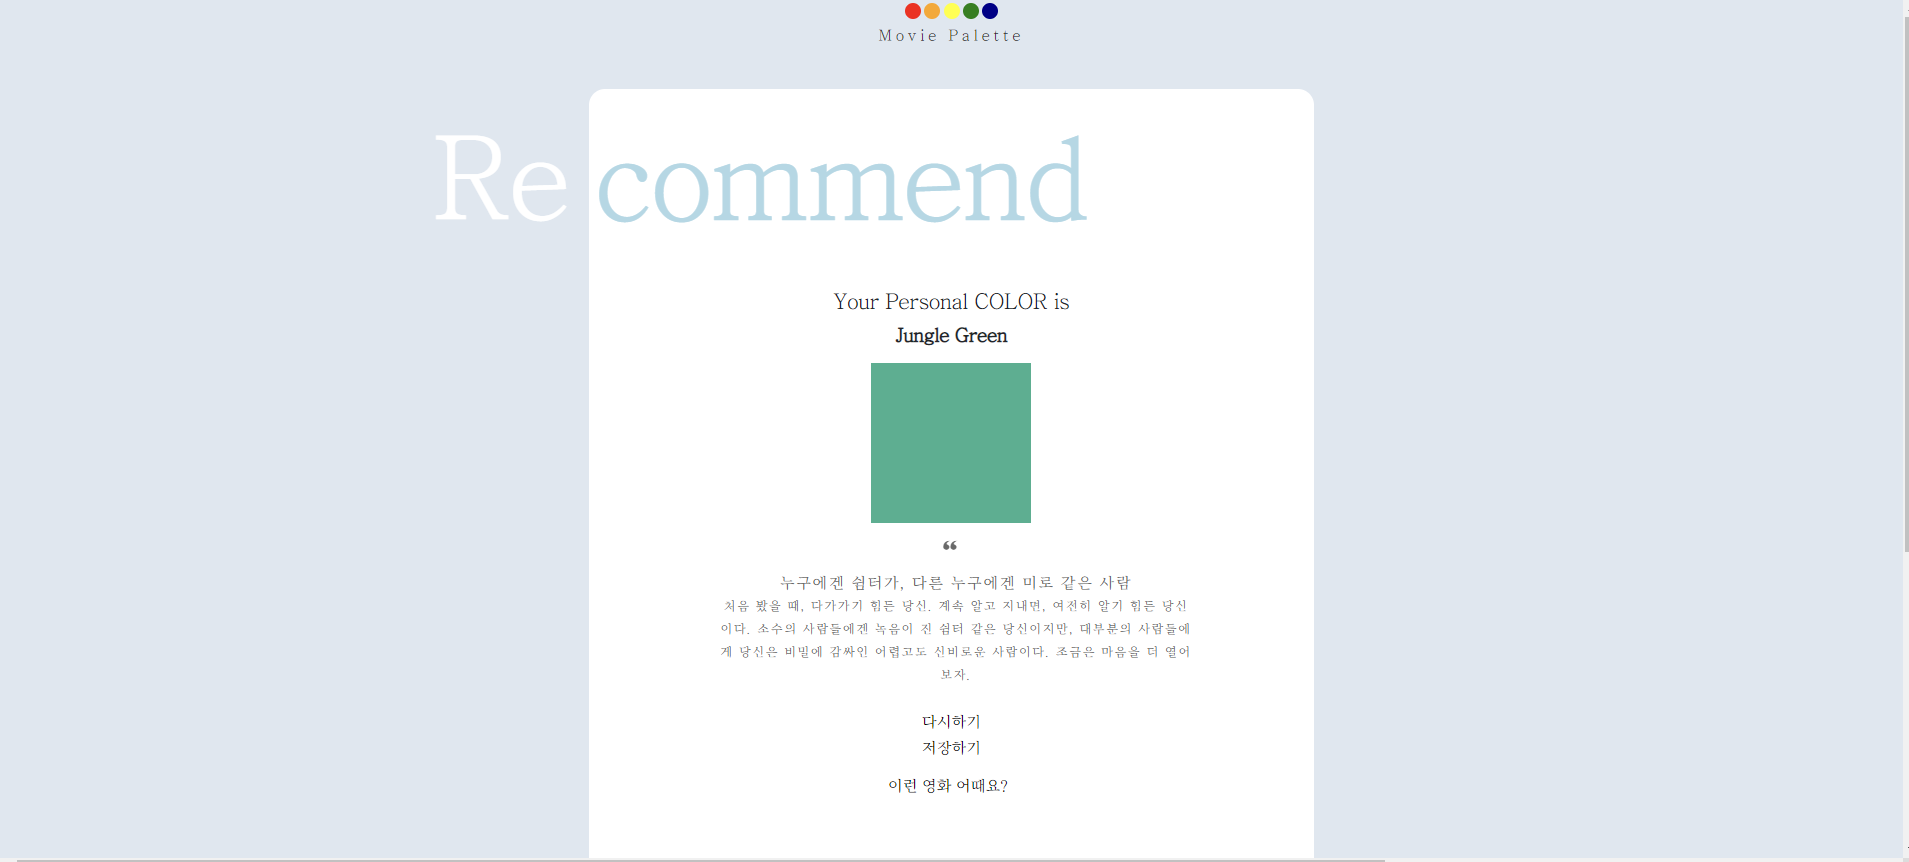 Movie Palette
Re commend
Your Personal COLOR is
Jungle Green
“
누구에겐 쉼터가, 다른 누구에겐 미로 같은 사람
처음 봤을 때, 다가가기 힘든 당신. 계속 알고 지내면, 여전히 알기 힘든 당신
이다. 소수의 사람들에겐 녹음이 진 쉼터 같은 당신이지만, 대부분의 사람들에
게 당신은 비밀에 감싸인 어렵고도 신비로운 사람이다. 조금은 마음을 더 열어
보자.
다시하기
저장하기
이런 영화 어때요?